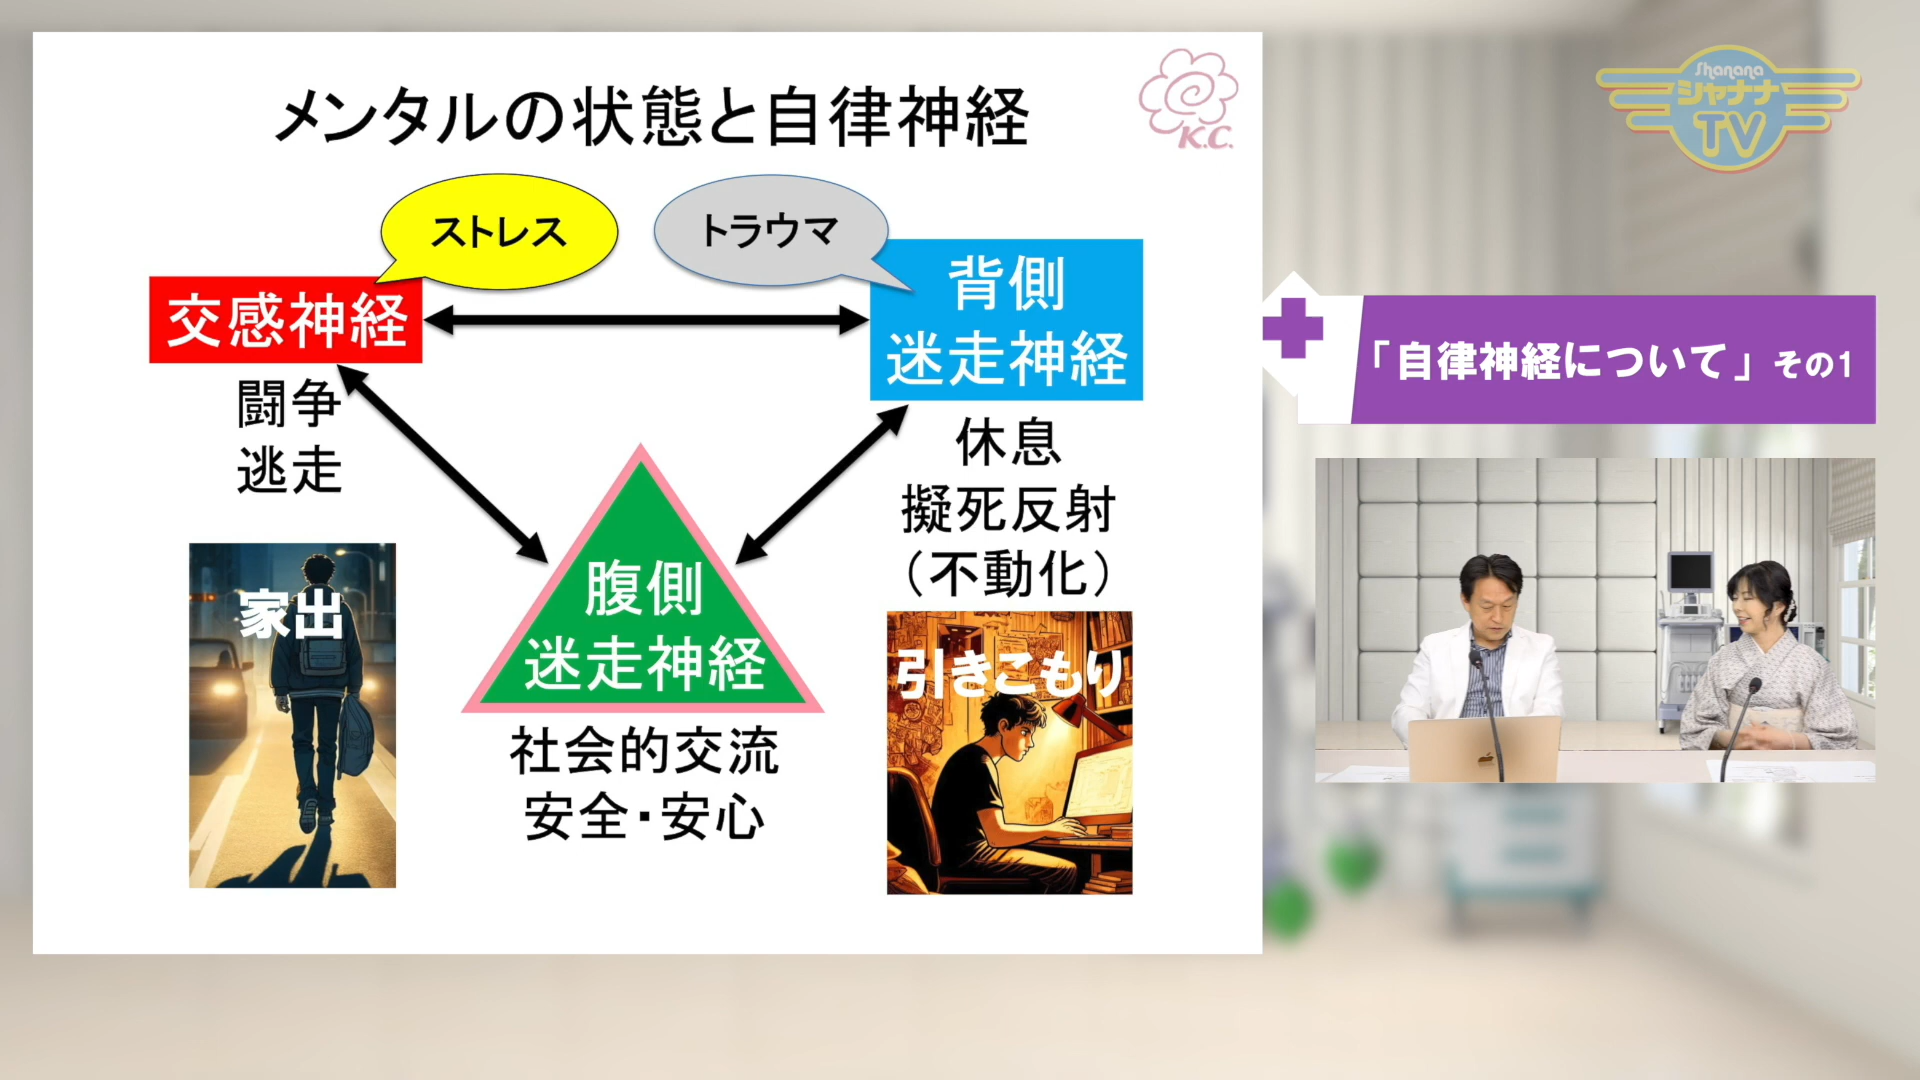 メンタルの状態と自律神経
K.C.
ストレス
トラウマ
交感神経
闘争
逃走
家出
背側
迷走神経
休息
擬死反射
（不動化）
引きこもり
腹側
迷走神経
社会的交流
安全・安心
Shanana
シャナナ
TV
「自律神経について」その1